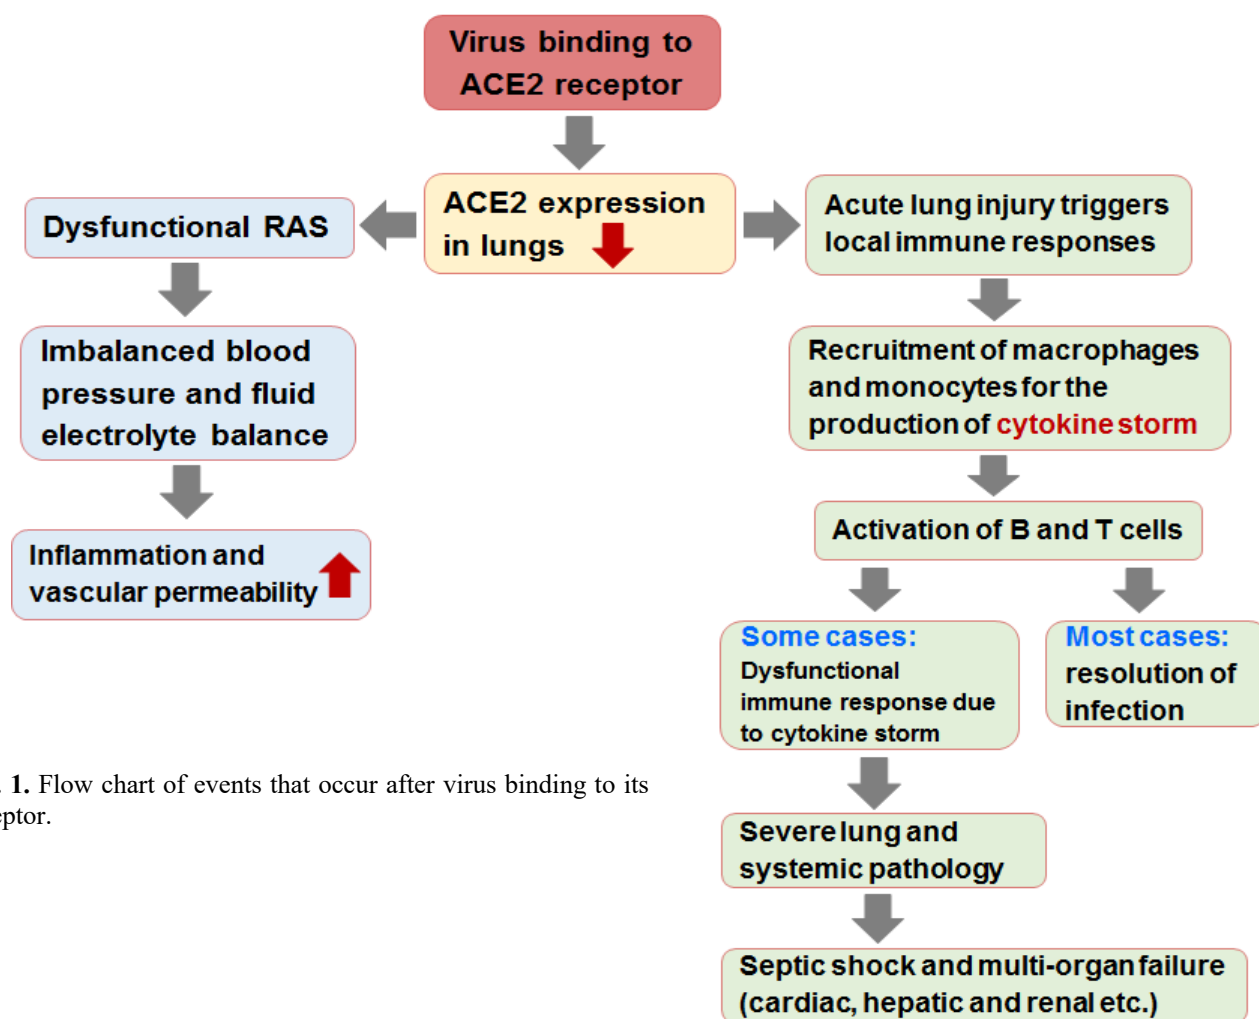 Virus binding to
ACE2 receptor
ACE2 expression
in lungs
Dysfunctional RAS
Imbalanced blood
pressure and fluid
electrolyte balance
Inflammation and
vascular permeability
Acute lung injury triggers
local immune responses
Recruitment of macrophages
and monocytes for the
production of cytokine storm
Activation of B and T cells
Some cases:
Dysfunctional
immune response due
to cytokine storm
Most cases:
resolution of
infection
Severe lung and
systemic pathology
Septic shock and multi-organ failure
(cardiac, hepatic and renal etc.)
. 1. Flow chart of events that occur after virus binding to its
eptor.